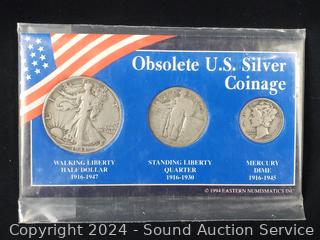 Obsolete U.S. Silver
Coinage
WALKING LIBERTY
HALF DOLLAR
1916-1947
STANDING LIBERTY
QUARTER
1916-1930
MERCURY
DIME
1916-1945
© 1994 EASTERN NUMISMATICS INC
Copyright 2024 - Sound Auction Service